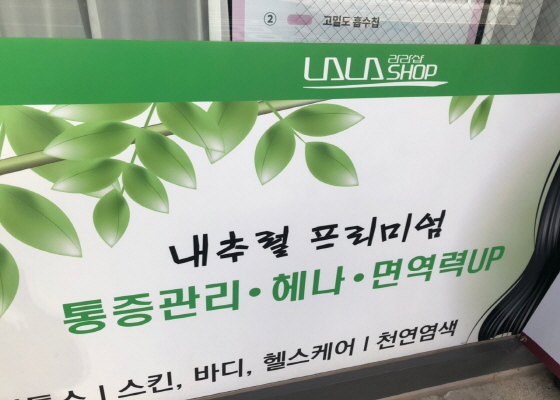 ② 고밀도 흡수칩
LALA SHOP 라라샵
내추럴 프리미엄
통증관리·헤나·면역력UP
| 스킨, 바디, 헬스케어 | 천연염색